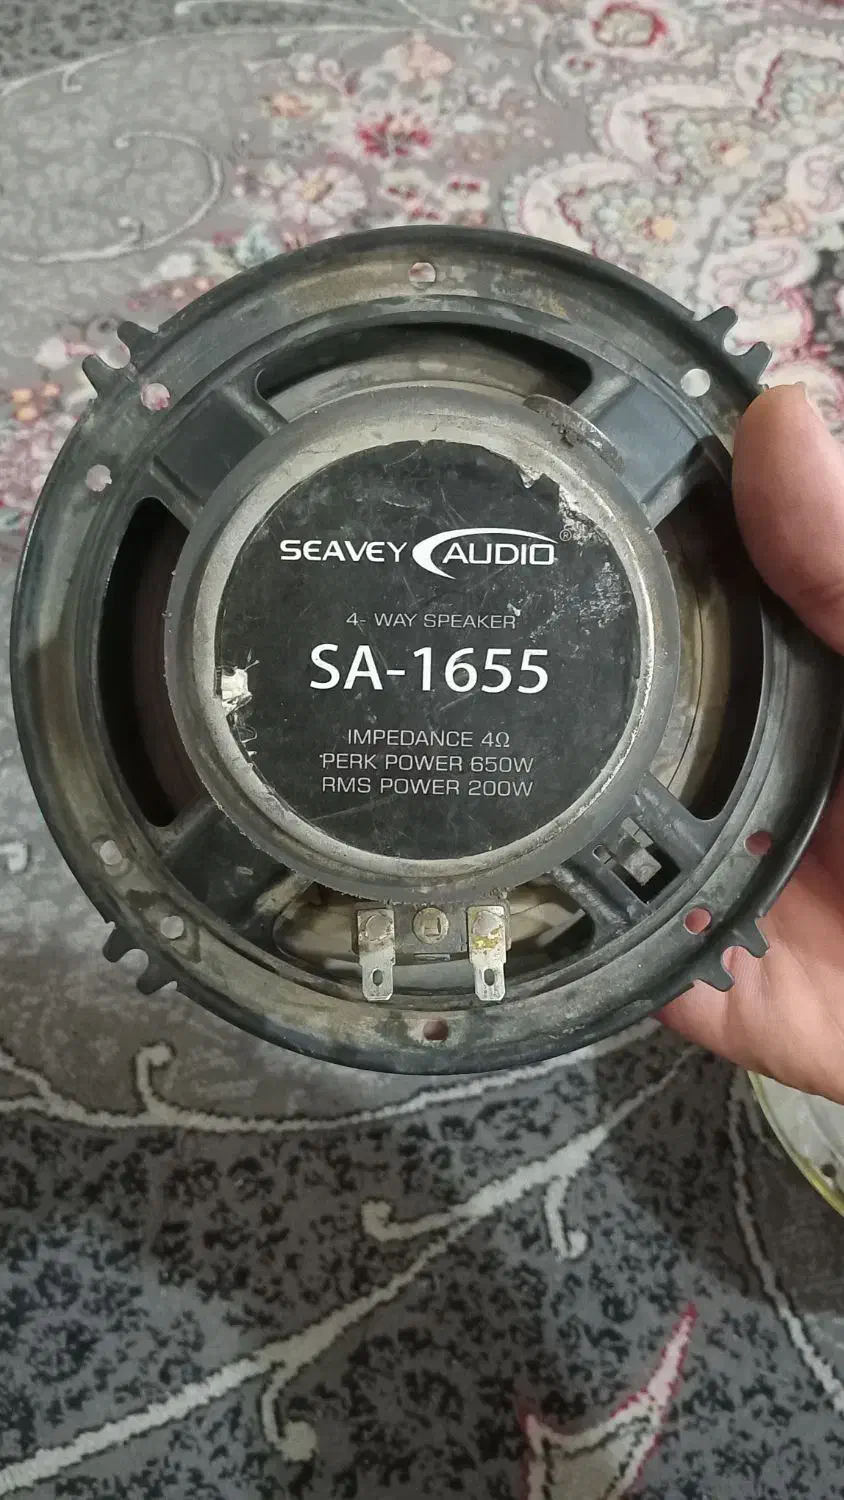 SEAVEY AUDIO®
4- WAY SPEAKER
SA-1655
IMPEDANCE 4Ω
PERK POWER 650W
RMS POWER 200W